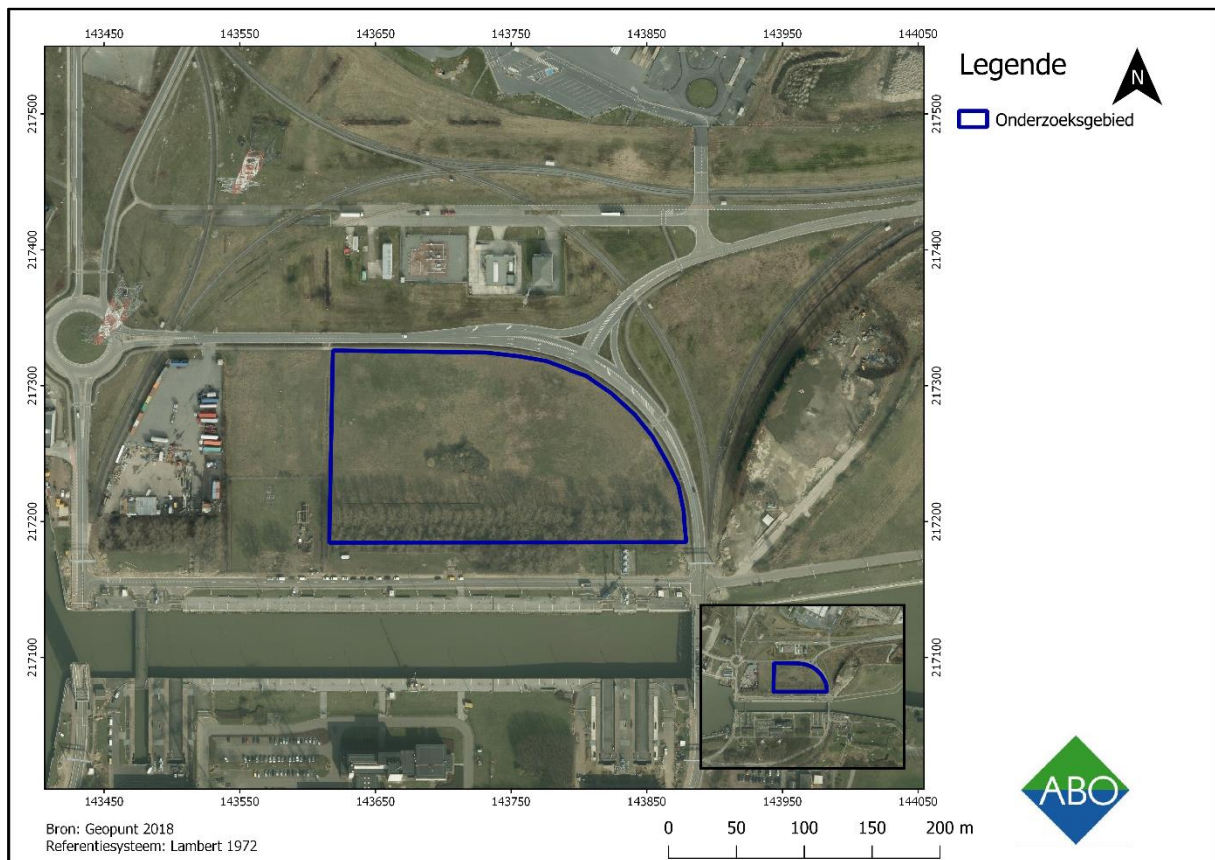 143450 143550 143650 143750 143850 143950 144050
Legende
N
Onderzoeksgebied
217500
217500
217400
217400
217300
217300
217200
217200
217100
217100
143450 143550 143650 143750 143850 143950 144050
Bron: Geopunt 2018
Referentiesysteem: Lambert 1972
0 50 100 150 200 m
ABO